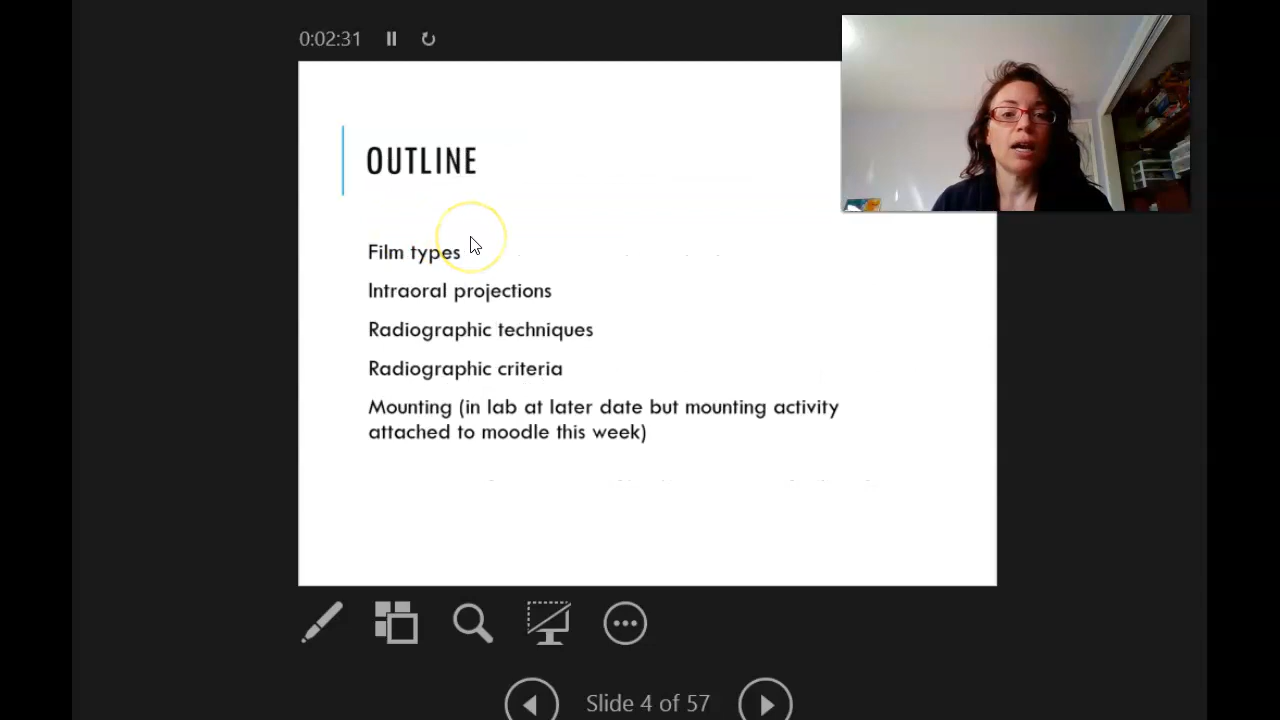 0:02:31
OUTLINE
Film types
Intraoral projections
Radiographic techniques
Radiographic criteria
Mounting (in lab at later date but mounting activity
attached to moodle this week)
Slide 4 of 57